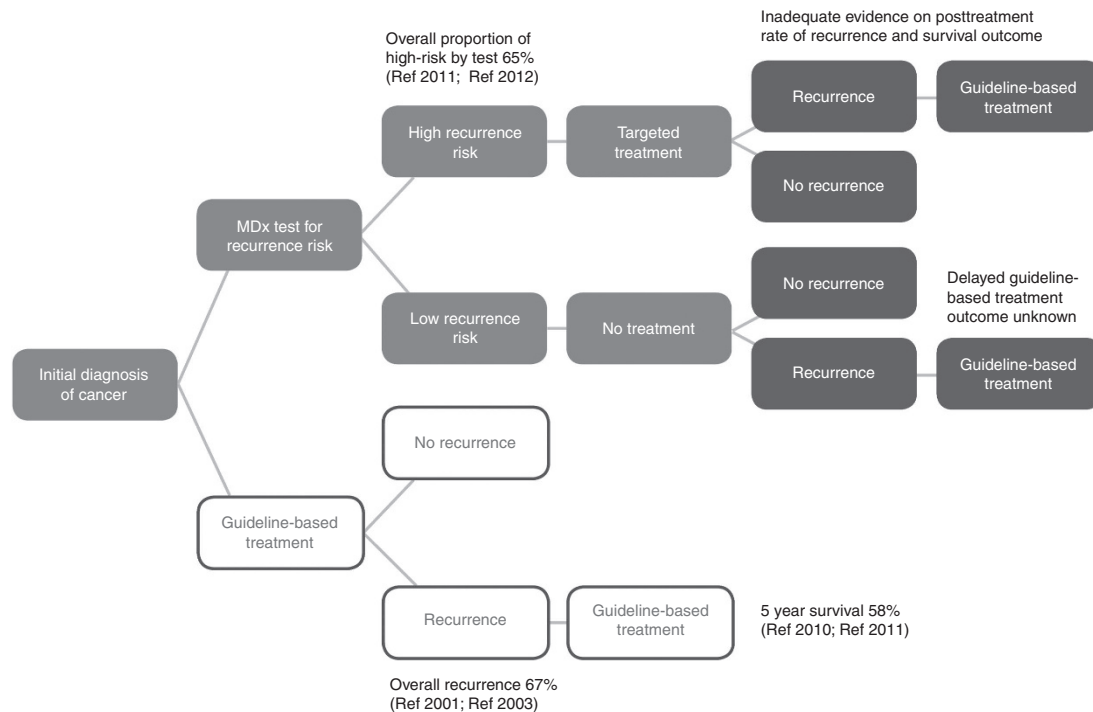 Overall proportion of
high-risk by test 65%
(Ref 2011; Ref 2012)
Inadequate evidence on posttreatment
rate of recurrence and survival outcome
High recurrence
risk
Targeted
treatment
Recurrence
Guideline-based
treatment
No recurrence
MDx test for
recurrence risk
Low recurrence
risk
No treatment
No recurrence
Delayed guideline-
based treatment
outcome unknown
Recurrence
Guideline-based
treatment
Initial diagnosis
of cancer
No recurrence
Guideline-based
treatment
Recurrence
Guideline-based
treatment
5 year survival 58%
(Ref 2010; Ref 2011)
Overall recurrence 67%
(Ref 2001; Ref 2003)